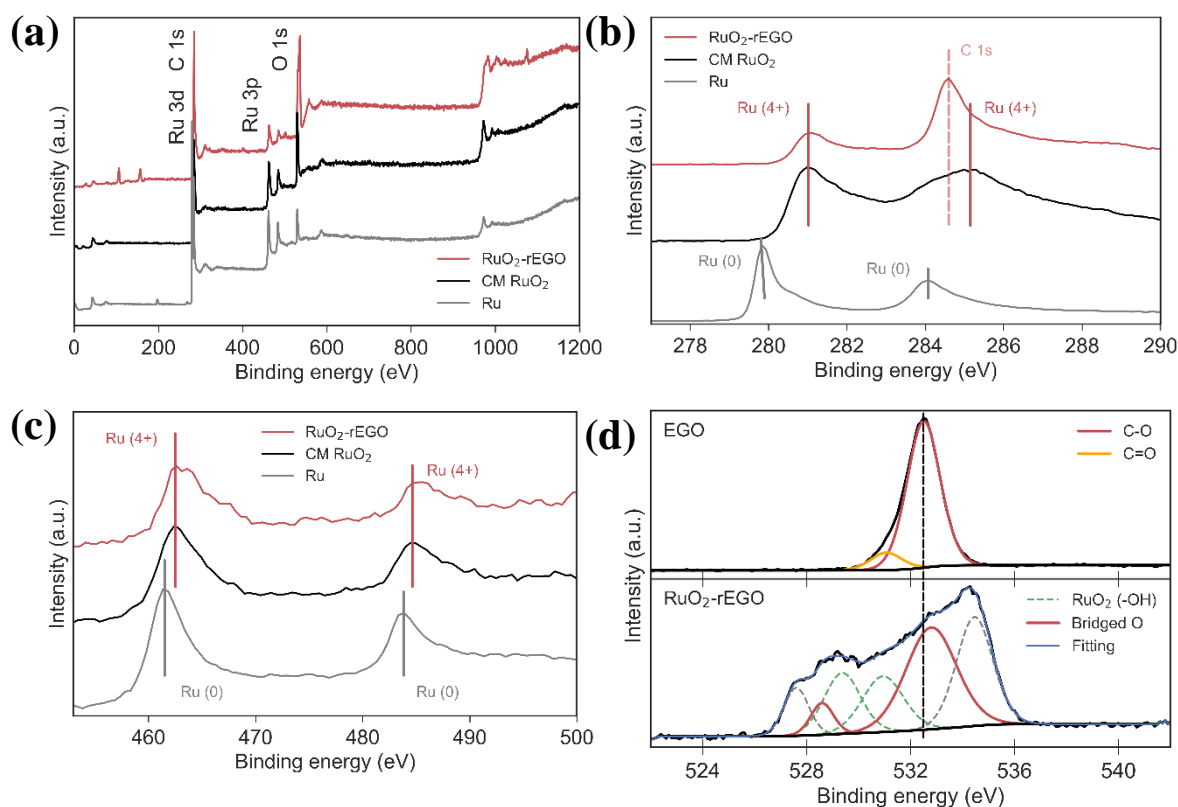 (a)
Ru 3d
C 1s
Ru 3p
O 1s
RuO₂-rEGO
CM RuO₂
Ru
Intensity (a.u.)
0 200 400 600 800 1000 1200
Binding energy (eV)
(b)
RuO₂-rEGO
CM RuO₂
Ru
C 1s
Ru (4+)
Ru (4+)
Ru (0)
Ru (0)
Intensity (a.u.)
278 280 282 284 286 288 290
Binding energy (eV)
(c)
Ru (4+)
RuO₂-rEGO
CM RuO₂
Ru
Ru (4+)
Ru (0)
Ru (0)
Intensity (a.u.)
460 470 480 490 500
Binding energy (eV)
(d)
EGO
C-O
C=O
Intensity (a.u.)
RuO₂-rEGO
RuO₂ (-OH)
Bridged O
Fitting
Intensity (a.u.)
524 528 532 536 540
Binding energy (eV)